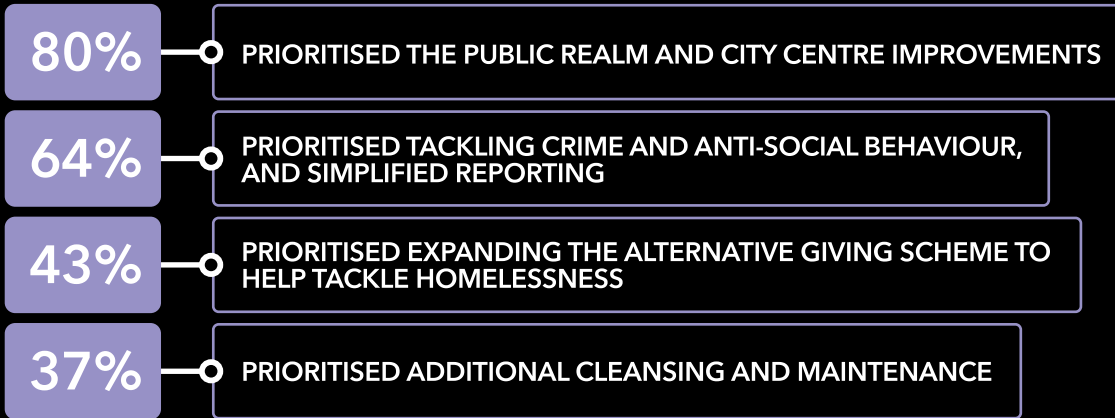 80%
PRIORITISED THE PUBLIC REALM AND CITY CENTRE IMPROVEMENTS
64%
PRIORITISED TACKLING CRIME AND ANTI-SOCIAL BEHAVIOUR,
AND SIMPLIFIED REPORTING
43%
PRIORITISED EXPANDING THE ALTERNATIVE GIVING SCHEME TO
HELP TACKLE HOMELESSNESS
37%
PRIORITISED ADDITIONAL CLEANSING AND MAINTENANCE